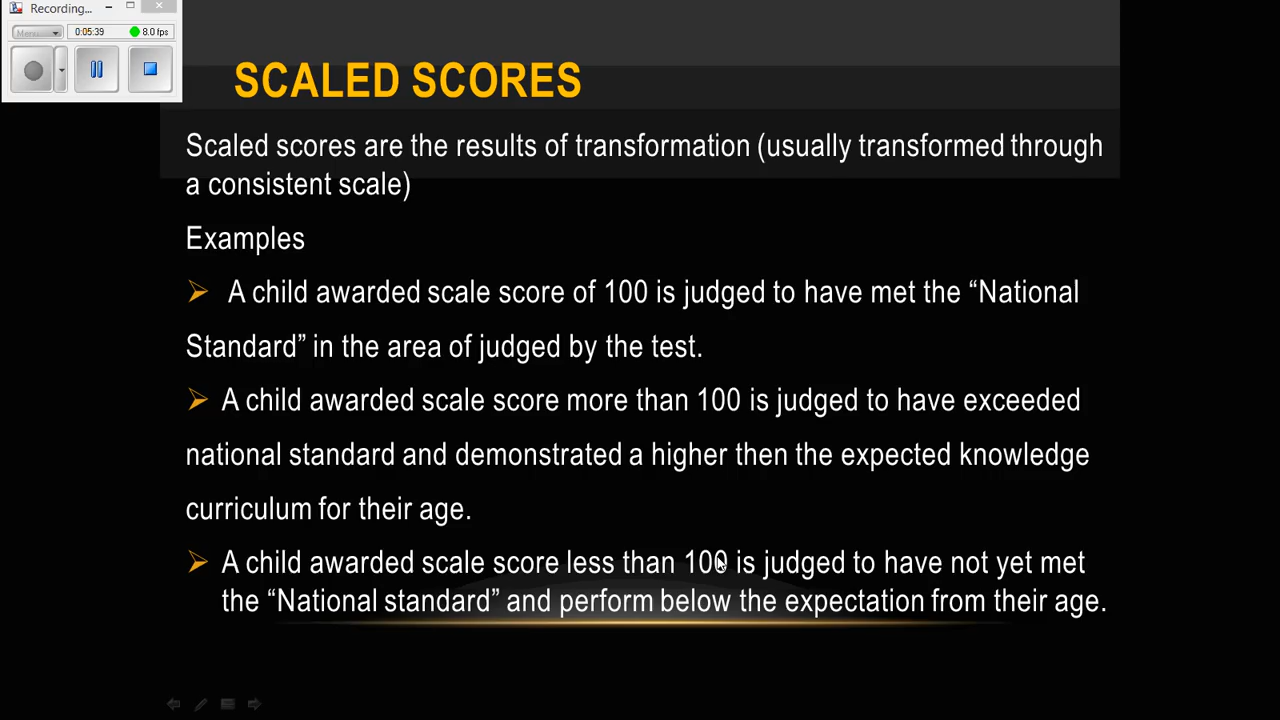 Recording...
Menu
0:05:39
8.0 fps
SCALED SCORES
Scaled scores are the results of transformation (usually transformed through
a consistent scale)
Examples
➢ A child awarded scale score of 100 is judged to have met the “National
Standard” in the area of judged by the test.
➢ A child awarded scale score more than 100 is judged to have exceeded
national standard and demonstrated a higher then the expected knowledge
curriculum for their age.
➢ A child awarded scale score less than 100 is judged to have not yet met
the “National standard” and perform below the expectation from their age.